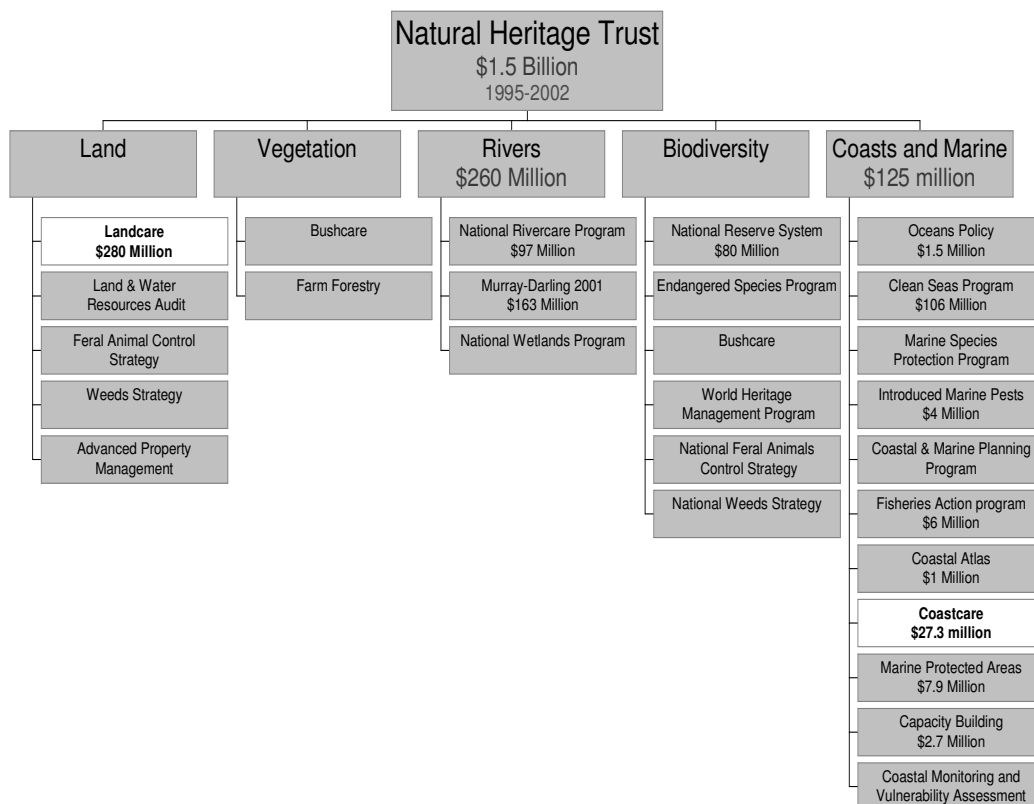 Natural Heritage Trust
$1.5 Billion
1995-2002
Land
Vegetation
Rivers
$260 Million
Biodiversity
Coasts and Marine
$125 million
Landcare
$280 Million
Land & Water
Resources Audit
Feral Animal Control
Strategy
Weeds Strategy
Advanced Property
Management
Bushcare
Farm Forestry
National Rivercare Program
$97 Million
Murray-Darling 2001
$163 Million
National Wetlands Program
National Reserve System
$80 Million
Endangered Species Program
Bushcare
World Heritage
Management Program
National Feral Animals
Control Strategy
National Weeds Strategy
Oceans Policy
$1.5 Million
Clean Seas Program
$106 Million
Marine Species
Protection Program
Introduced Marine Pests
$4 Million
Coastal & Marine Planning
Program
Fisheries Action program
$6 Million
Coastal Atlas
$1 Million
Coastcare
$27.3 million
Marine Protected Areas
$7.9 Million
Capacity Building
$2.7 Million
Coastal Monitoring and
Vulnerability Assessment